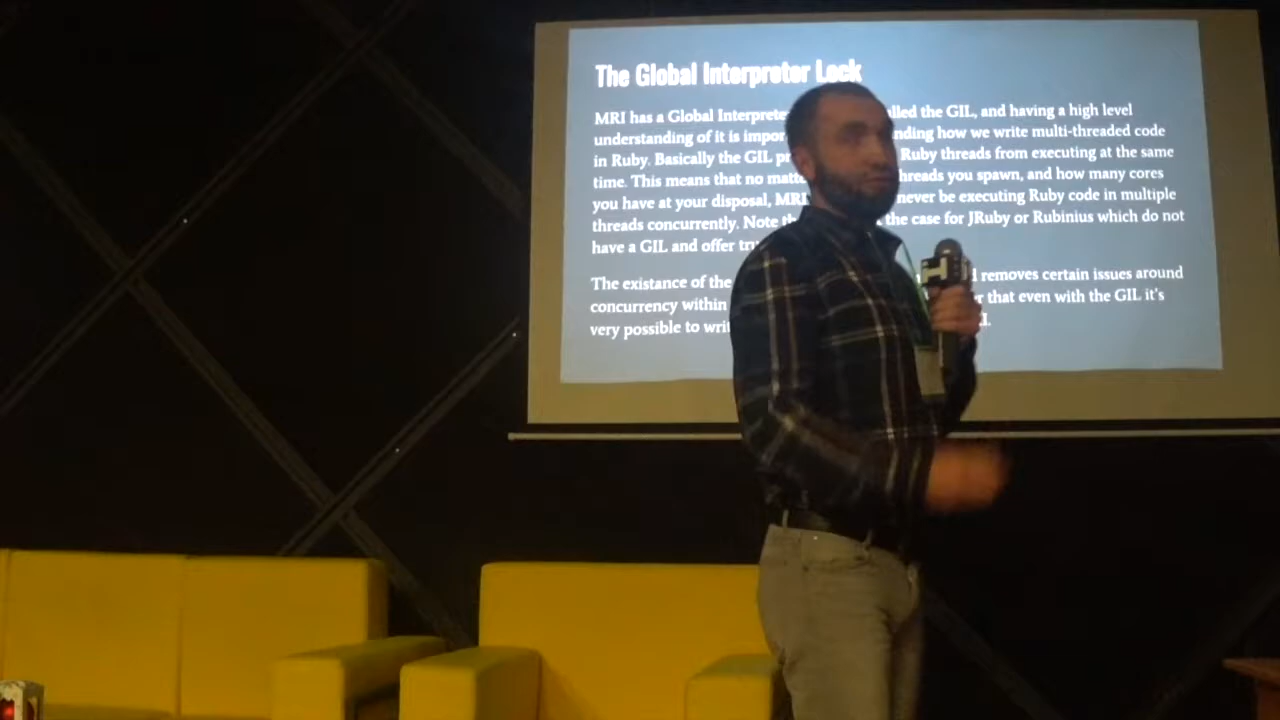 The Global Interpreter Lock
MRI has a Global Interprete lled the GIL, and having a high level
understanding of it is impor nding how we write multi-threaded code
in Ruby. Basically the GIL pr Ruby threads from executing at the same
time. This means that no matte hreads you spawn, and how many cores
you have at your disposal, MRI never be executing Ruby code in multiple
threads concurrently. Note th the case for JRuby or Rubinius which do not
have a GIL and offer tru
The existance of the removes certain issues around
concurrency within r that even with the GIL it's
very possible to writ